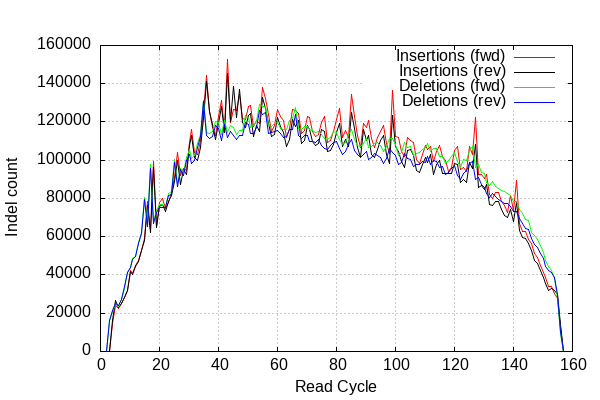 160000
140000
120000
100000
80000
60000
40000
20000
0
Indel count
Insertions (fwd)
Insertions (rev)
Deletions (fwd)
Deletions (rev)
0 20 40 60 80 100 120 140 160
Read Cycle